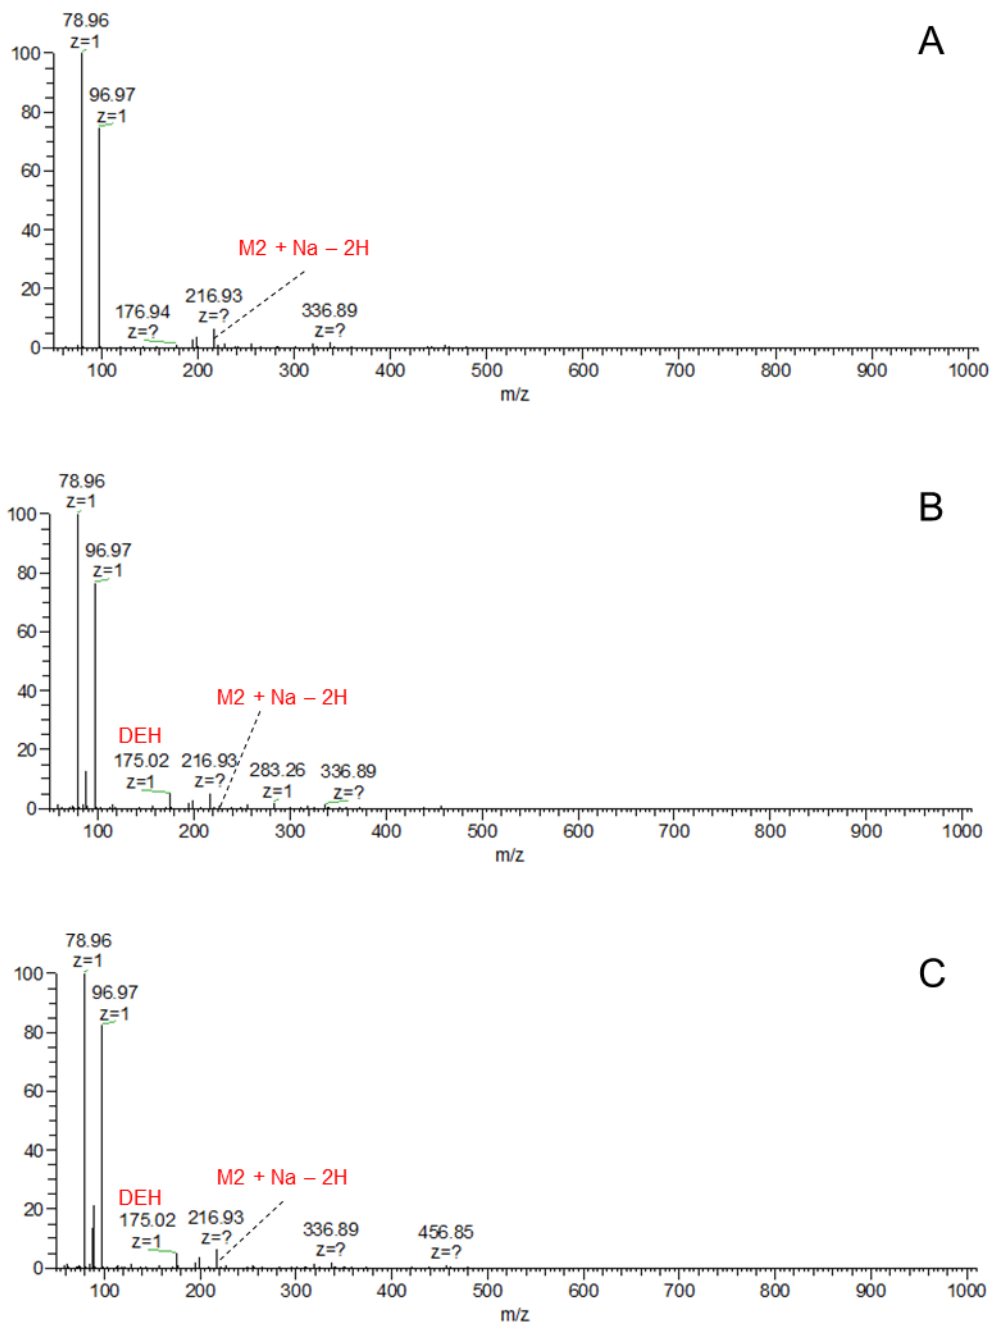 78.96
z=1
A
100
96.97
z=1
80
60
40
M2 + Na – 2H
20
176.94
z=?
216.93
z=?
336.89
z=?
0
100 200 300 400 500 600 700 800 900 1000
m/z
78.96
z=1
B
100
96.97
z=1
80
60
40
M2 + Na – 2H
DEH
20
175.02
z=1
216.93
z=?
283.26
z=1
336.89
z=?
0
100 200 300 400 500 600 700 800 900 1000
m/z
78.96
z=1
C
100
96.97
z=1
80
60
40
M2 + Na – 2H
DEH
20
175.02
z=1
216.93
z=?
336.89
z=?
456.85
z=?
0
100 200 300 400 500 600 700 800 900 1000
m/z